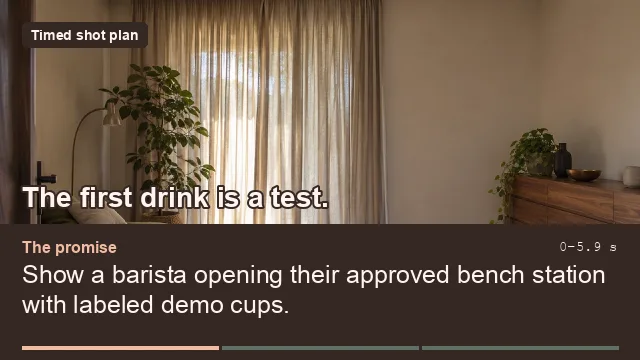 Timed shot plan
The first drink is a test.
The promise
0–5.9 s
Show a barista opening their approved bench station
with labeled demo cups.